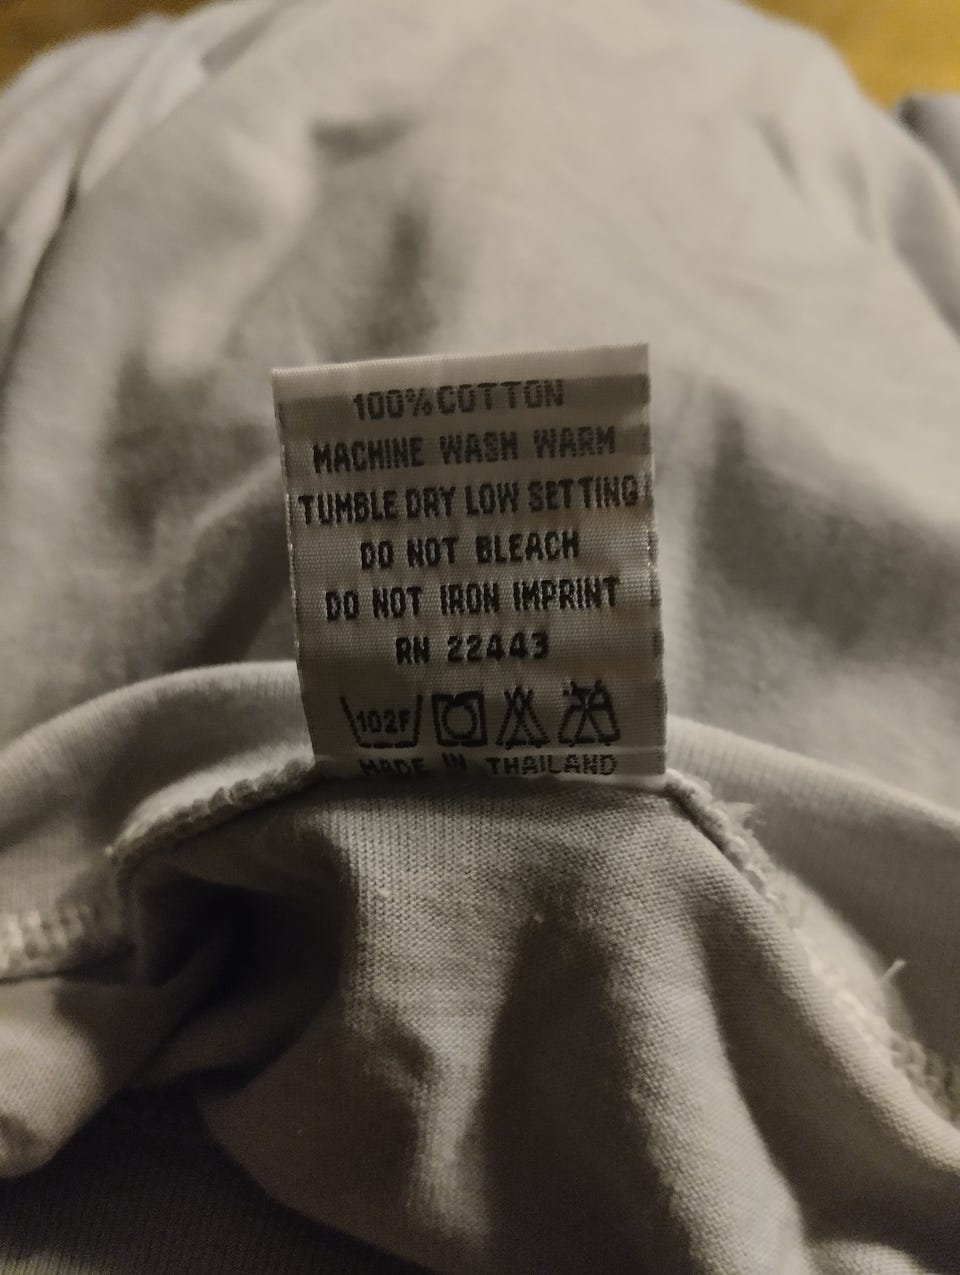 100% COTTON
MACHINE WASH WARM
TUMBLE DRY LOW SETTING
DO NOT BLEACH
DO NOT IRON IMPRINT
RN 22443
102F
MADE IN THAILAND